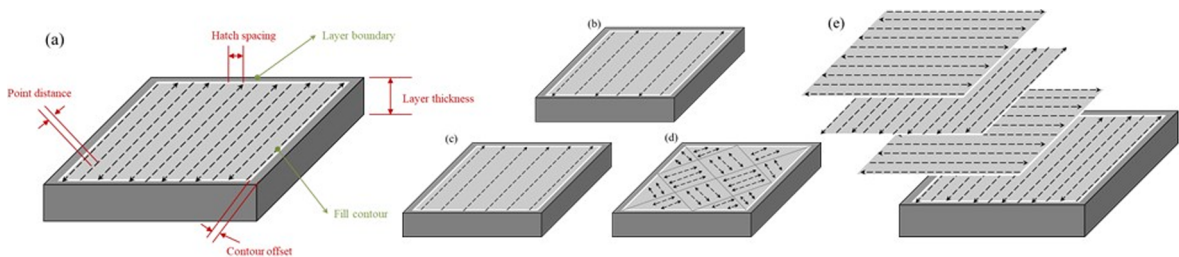 (a)
Hatch spacing
Layer boundary
Point distance
Layer thickness
Fill contour
Contour offset
(b)
(c)
(d)
(e)